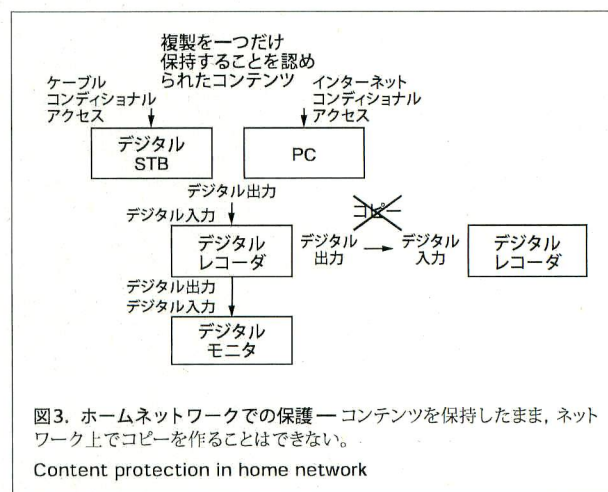 複製を一つだけ
保持することを認め
られたコンテンツ
ケーブル
コンディショナル
アクセス
インターネット
コンディショナル
アクセス
デジタル
STB
PC
デジタル出力
デジタル入力
デジタル
レコーダ
デジタル
出力
コピー
デジタル
入力
デジタル
レコーダ
デジタル出力
デジタル入力
デジタル
モニタ
図3. ホームネットワークでの保護 — コンテンツを保持したまま, ネット
ワーク上でコピーを作ることはできない。
Content protection in home network